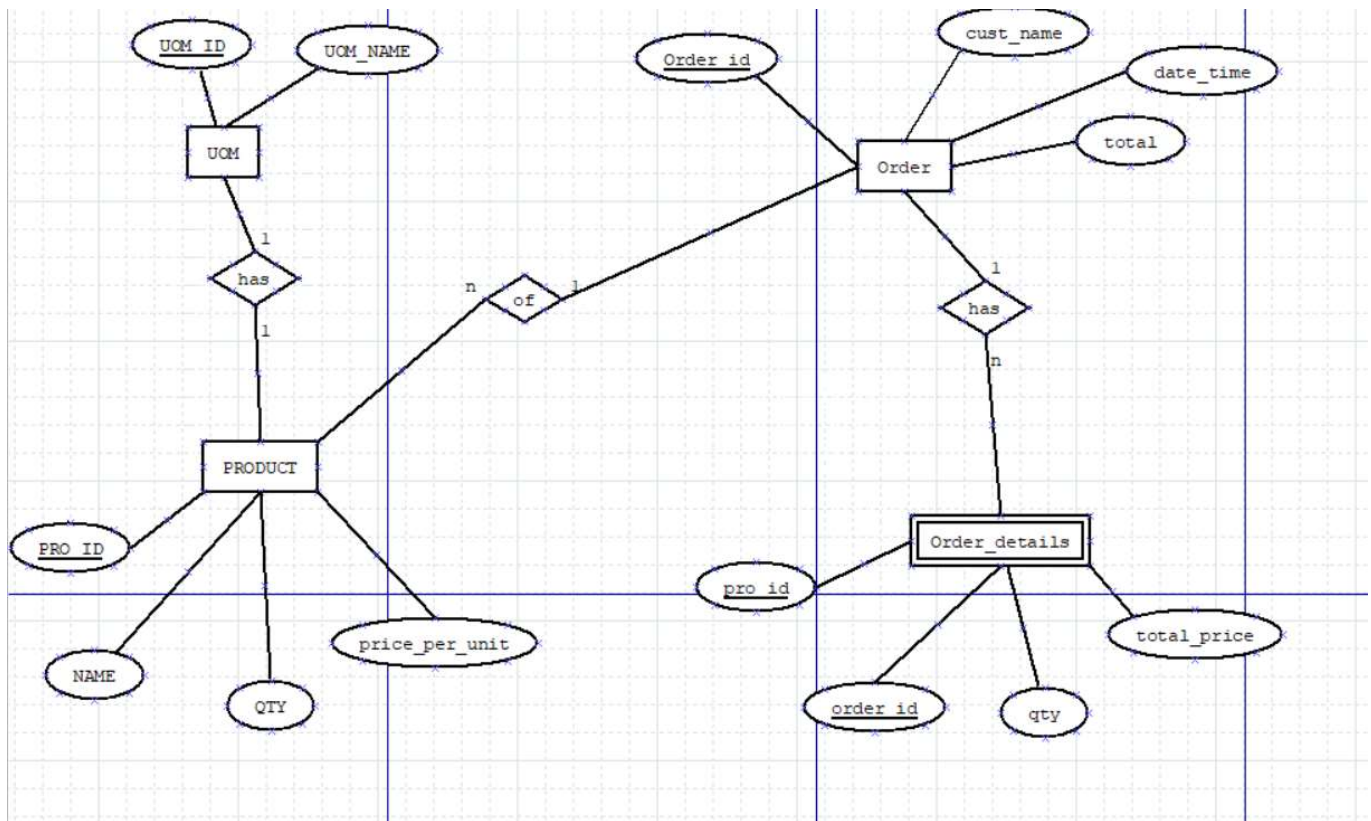 UOM_ID
UOM_NAME
Order_id
cust_name
date_time
total
UOM
Order
1
has
1
n
of
1
1
has
n
PRODUCT
Order_details
PRO_ID
NAME
QTY
price_per_unit
pro_id
order_id
qty
total_price